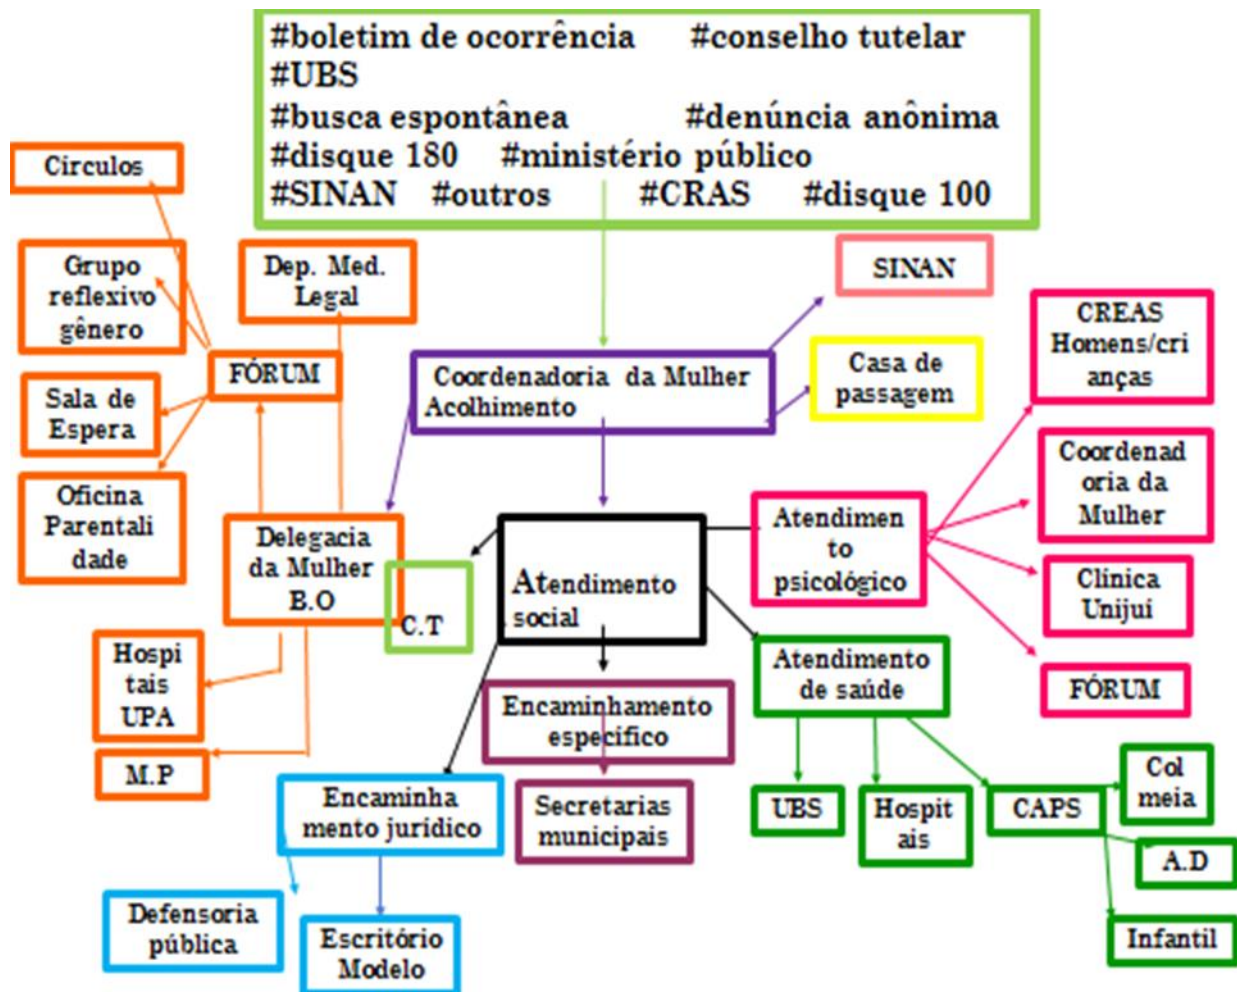 #boletim de ocorrência #conselho tutelar
#UBS
#busca espontânea #denúncia anônima
#disque 180 #ministério público
#SINAN #outros #CRAS #disque 100
Círculos
Grupo
reflexivo
gênero
Dep. Med.
Legal
SINAN
FÓRUM
Coordenadoria da Mulher
Acolhimento
Casa de
passagem
CREAS
Homens/cri
anças
Sala de
Espera
Coordenad
oria da
Mulher
Oficina
Parentali
dade
Delegacia
da Mulher
B.O
C.T
Atendimento
social
Atendimen
to
psicológico
Clínica
Unijuí
Hospi
tais
UPA
Atendimento
de saúde
FÓRUM
Encaminhamento
específico
M.P
Encaminha
mento jurídico
Secretarias
municipais
UBS
Hospit
ais
CAPS
Col
meia
A.D
Defensoria
pública
Escritório
Modelo
Infantil